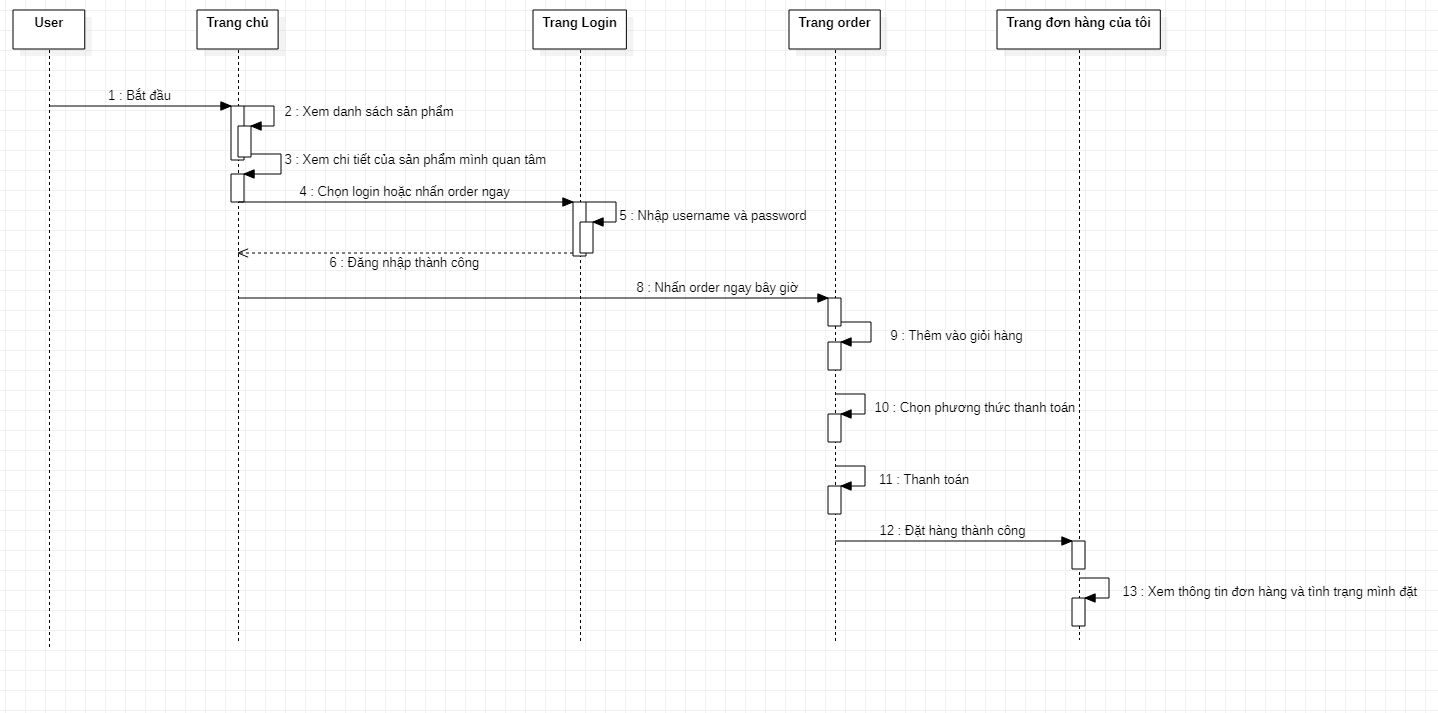 User
Trang chủ
Trang Login
Trang order
Trang đơn hàng của tôi
1 : Bắt đầu
2 : Xem danh sách sản phẩm
3 : Xem chi tiết của sản phẩm mình quan tâm
4 : Chọn login hoặc nhấn order ngay
5 : Nhập username và password
6 : Đăng nhập thành công
8 : Nhấn order ngay bây giờ
9 : Thêm vào giỏi hàng
10 : Chọn phương thức thanh toán
11 : Thanh toán
12 : Đặt hàng thành công
13 : Xem thông tin đơn hàng và tình trạng mình đặt